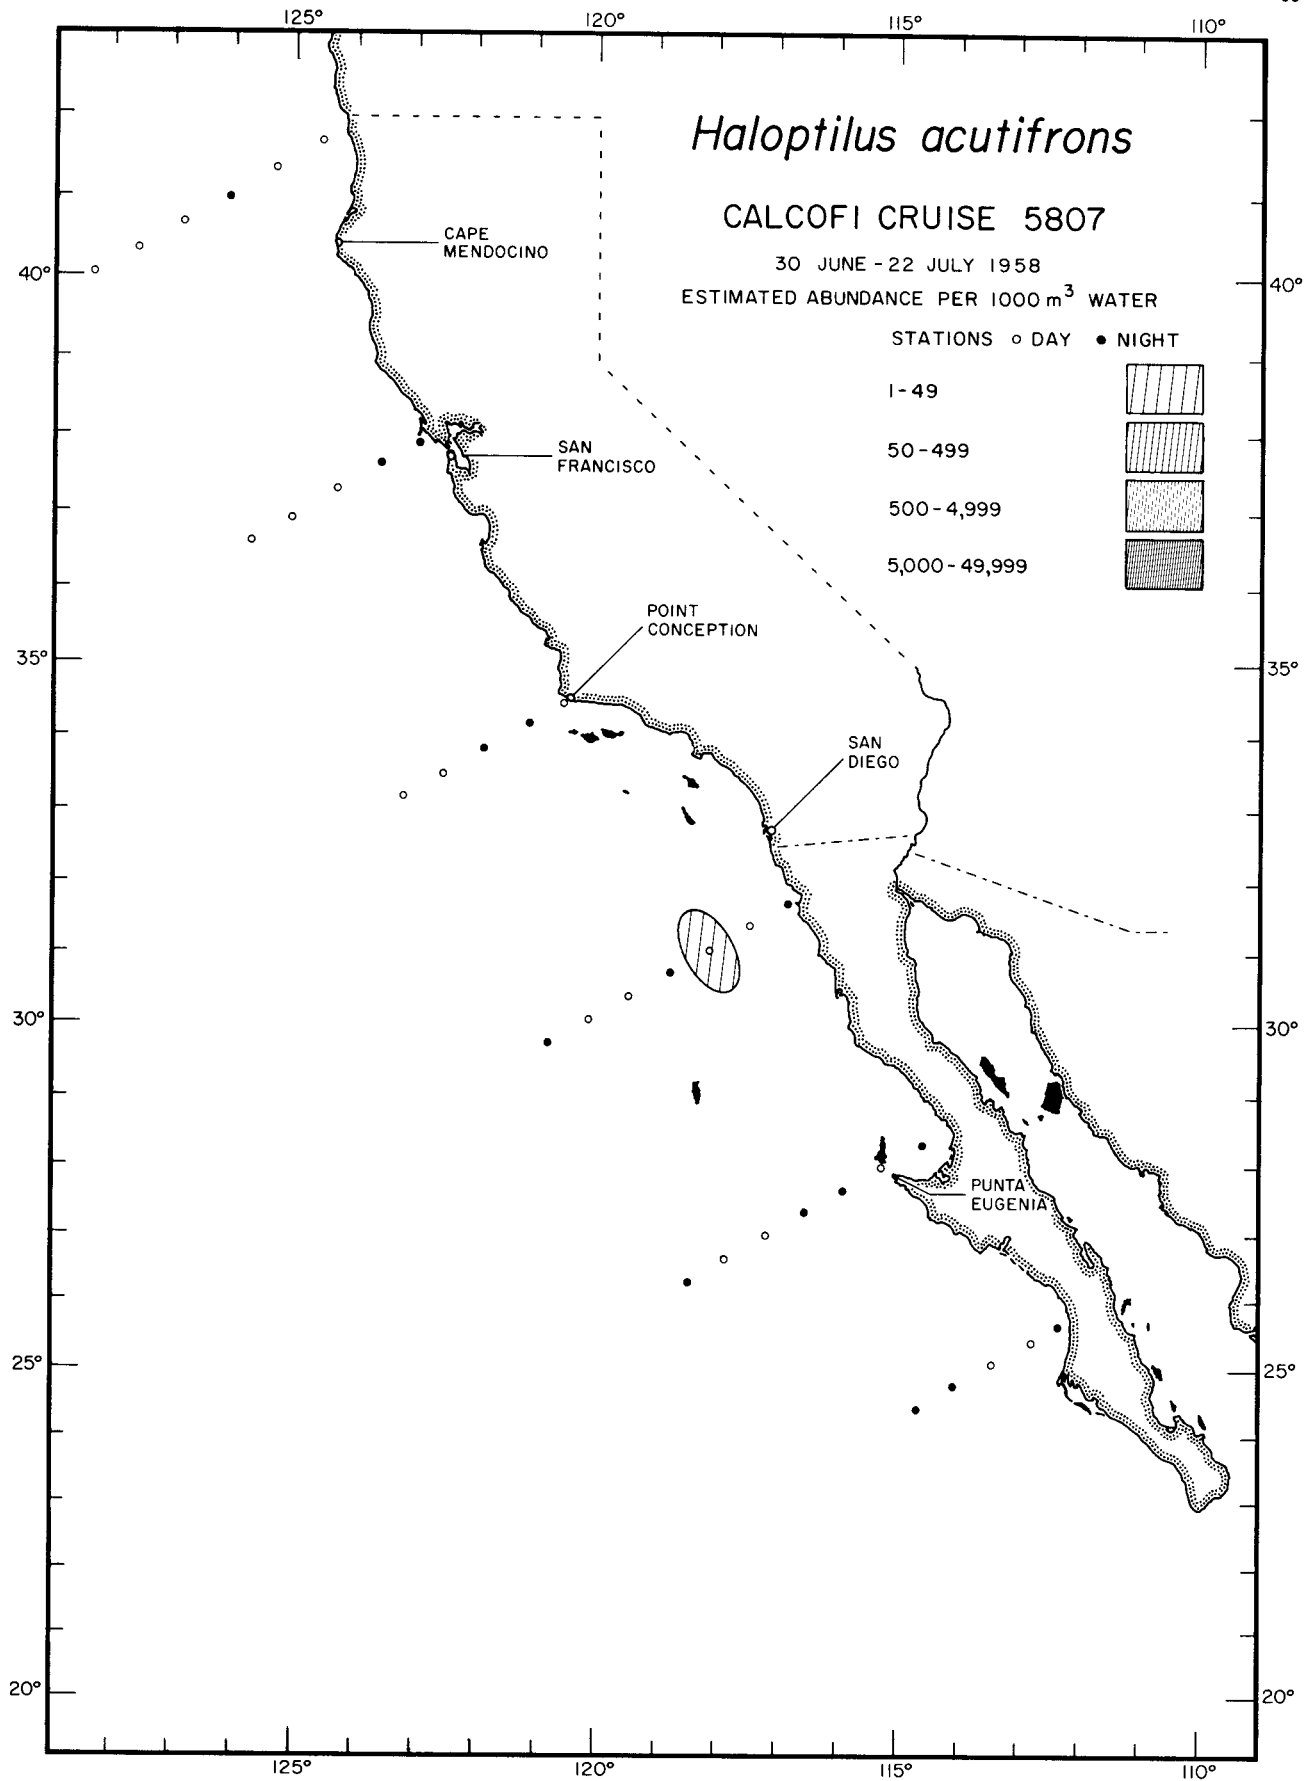 125° 120° 115° 110°
Haloptilus acutifrons
CALCOFI CRUISE 5807
30 JUNE - 22 JULY 1958
ESTIMATED ABUNDANCE PER 1000 m³ WATER
STATIONS ○ DAY ● NIGHT
1-49
50-499
500-4,999
5,000-49,999
CAPE
MENDOCINO
40° 40°
SAN
FRANCISCO
POINT
CONCEPTION
35° 35°
SAN
DIEGO
30° 30°
PUNTA
EUGENIA
25° 25°
20° 20°
125° 120° 115° 110°